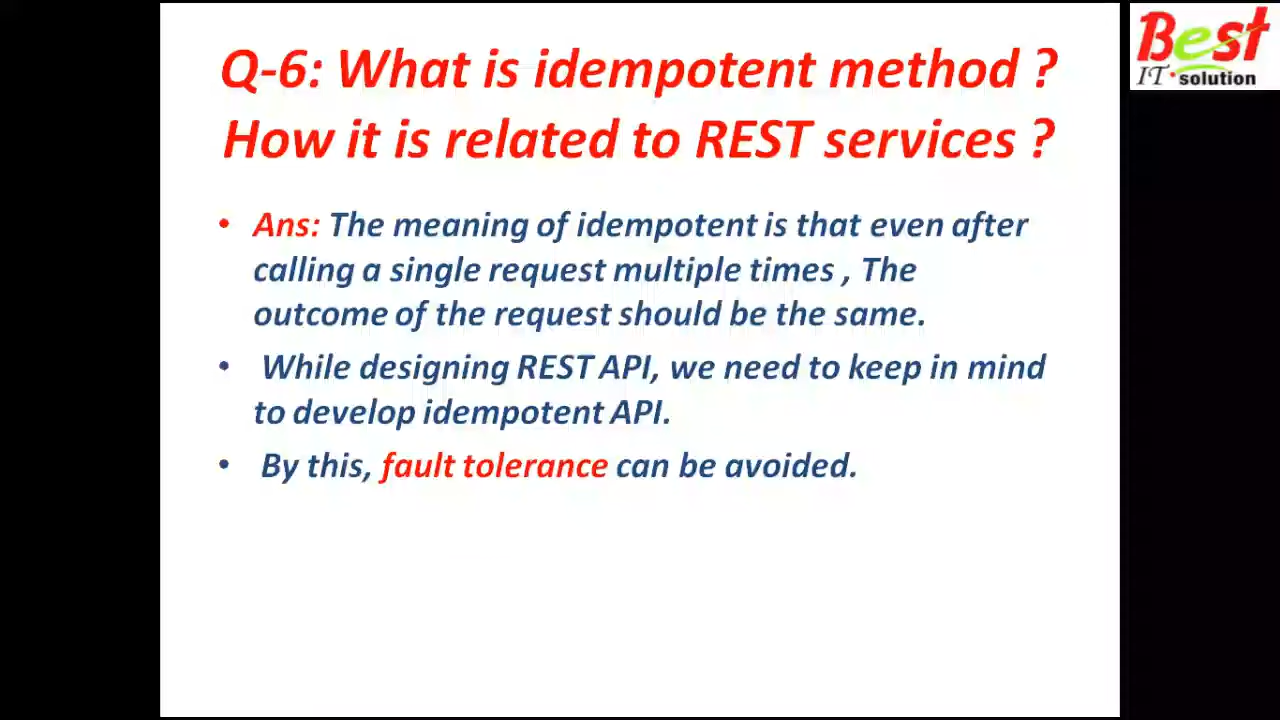 Best
IT solution
Q-6: What is idempotent method ?
How it is related to REST services ?
• Ans: The meaning of idempotent is that even after
calling a single request multiple times , The
outcome of the request should be the same.
• While designing REST API, we need to keep in mind
to develop idempotent API.
• By this, fault tolerance can be avoided.